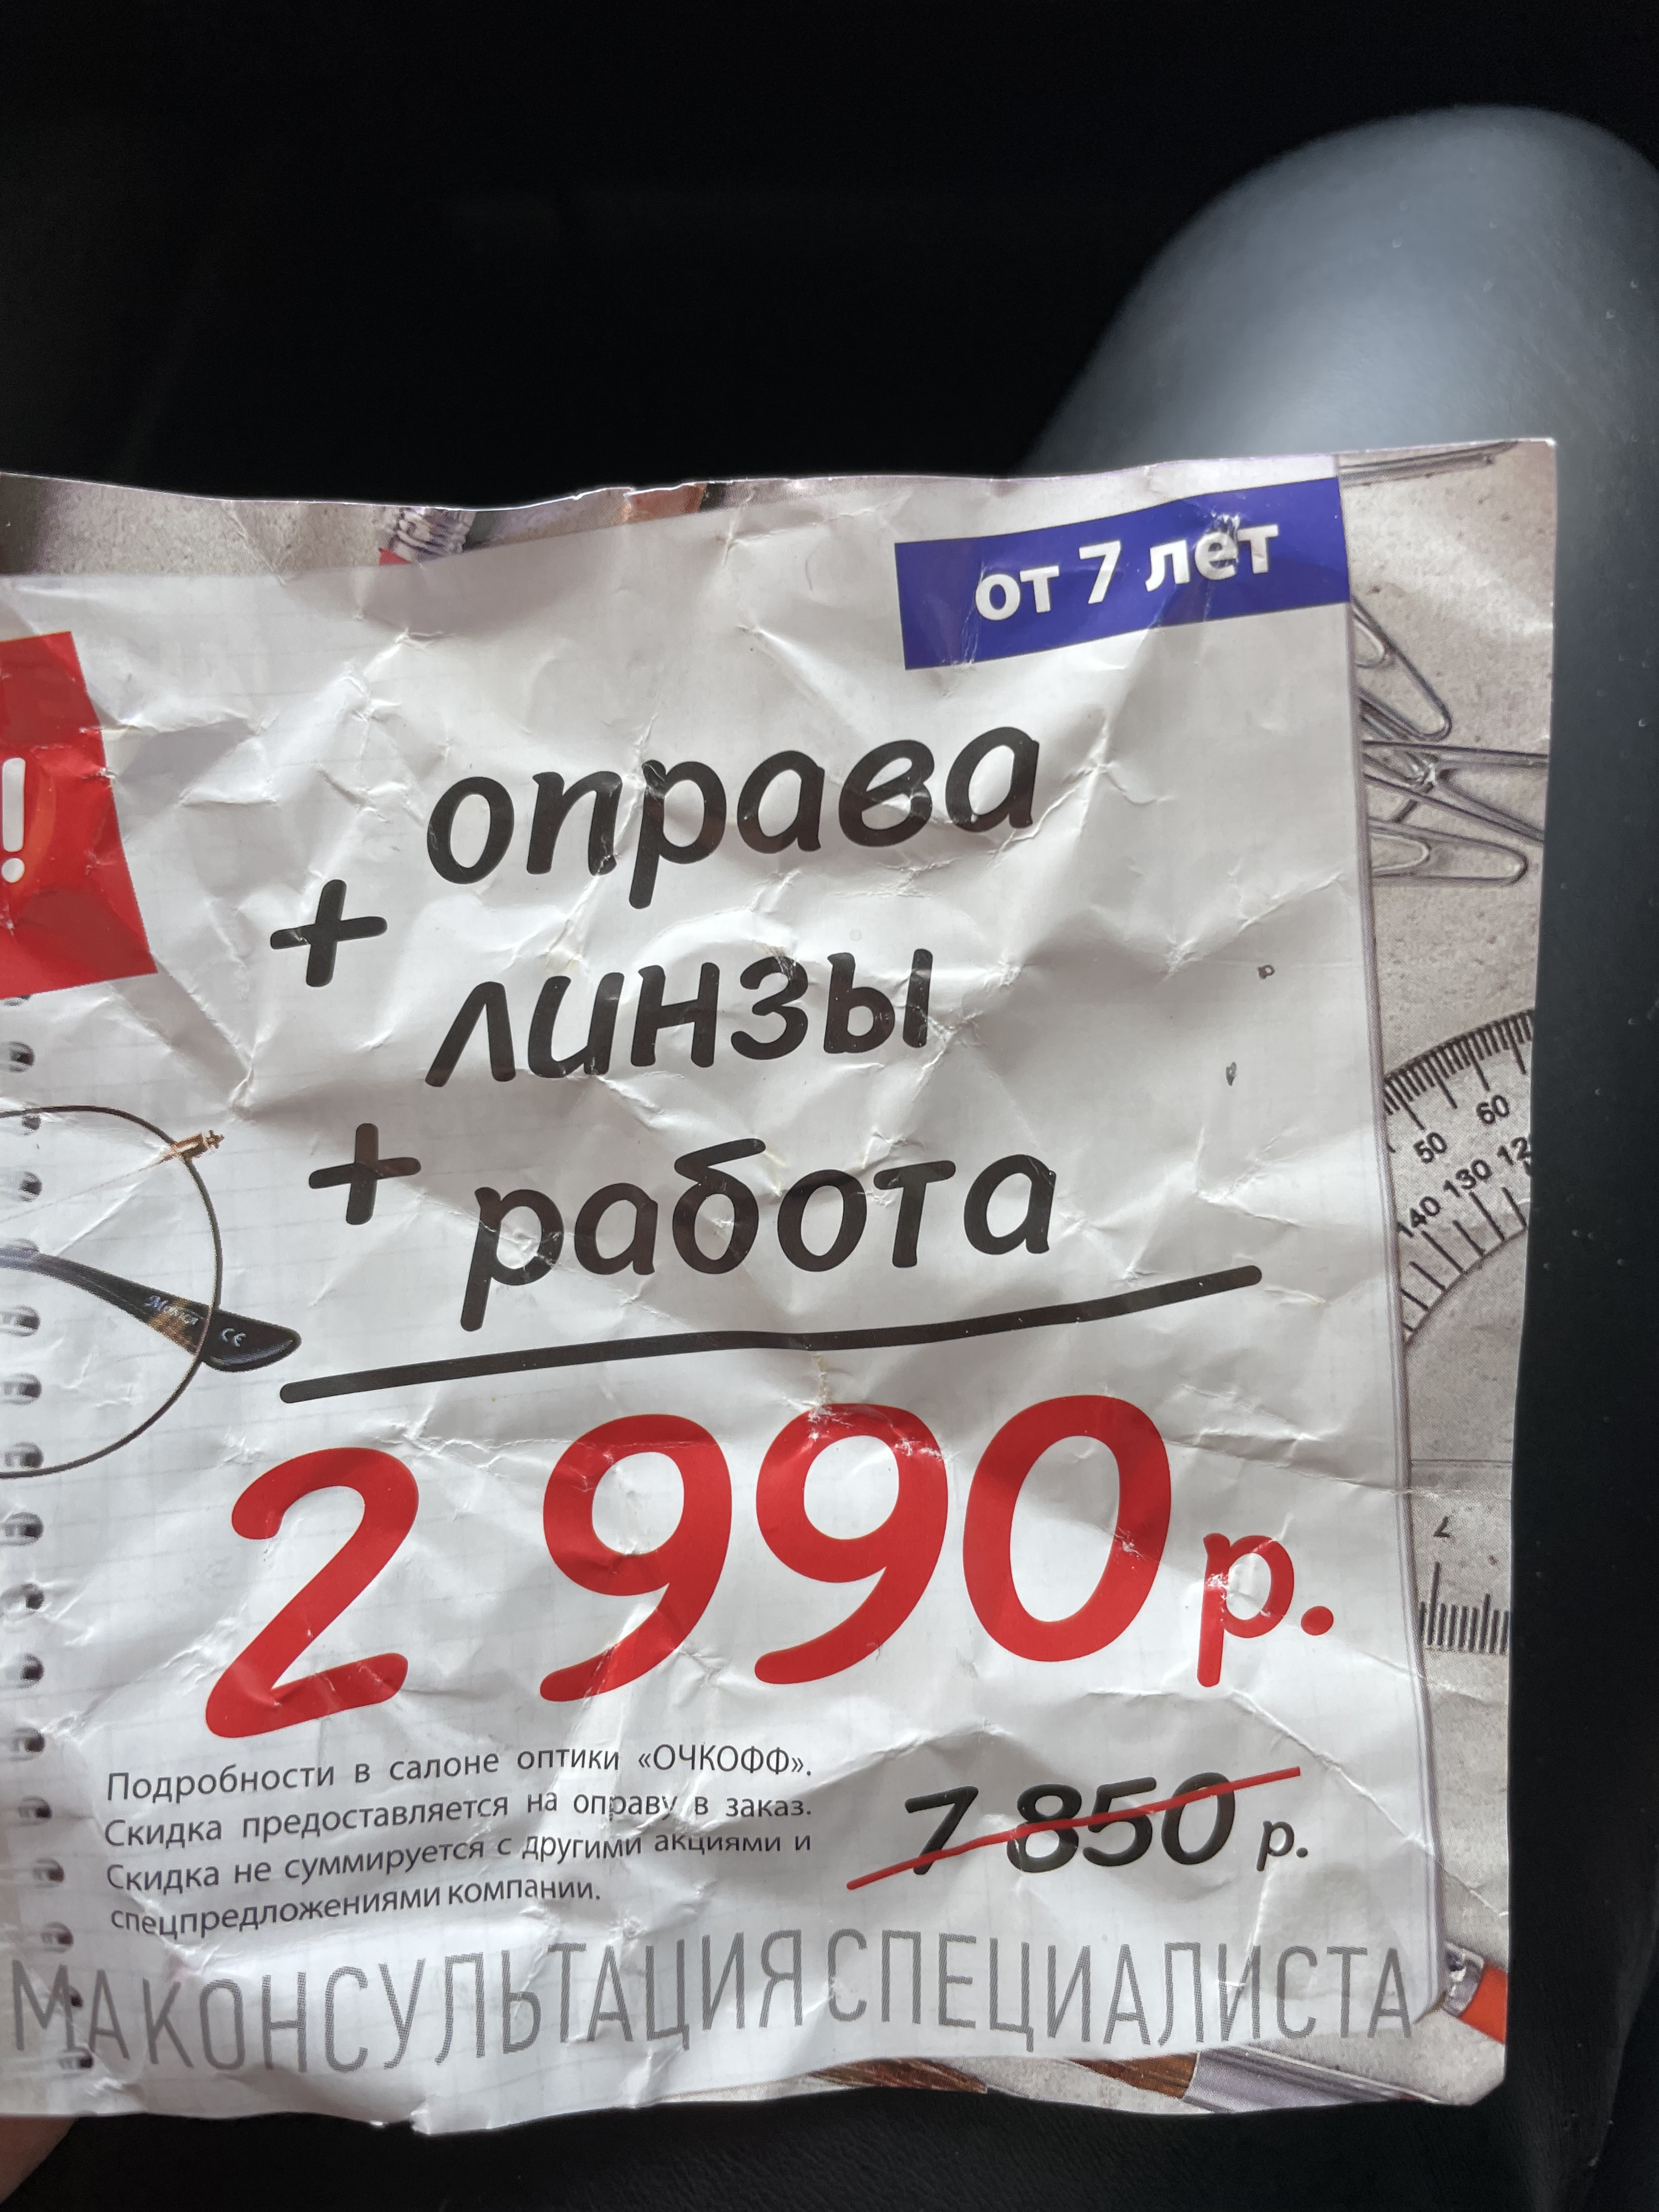 от 7 лет
!
оправа
+
линзы
+
работа
2 990 р.
Подробности в салоне оптики «ОЧКОФФ».
Скидка предоставляется на оправу в заказ.
Скидка не суммируется с другими акциями и
спецпредложениями компании.
7 850 р.
КОНСУЛЬТАЦИЯ СПЕЦИАЛИСТА
CE
60
50
130
140